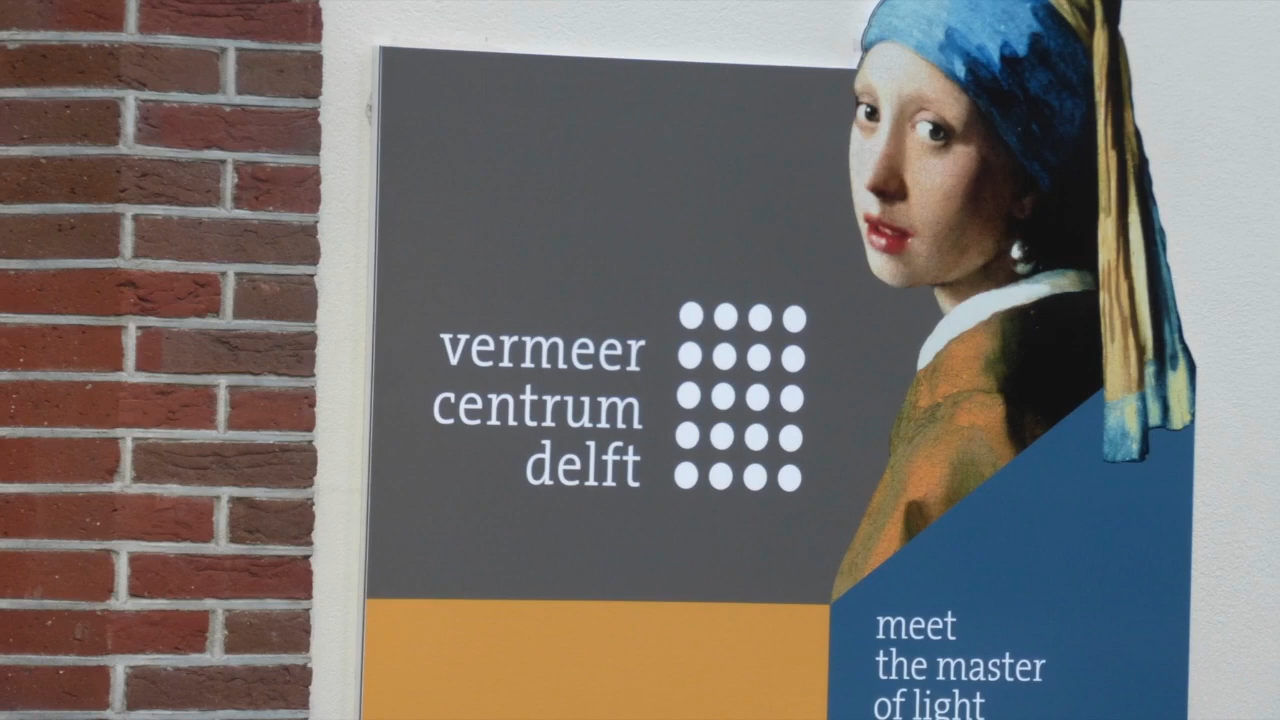 vermeer
centrum
delft
meet
the master
of light